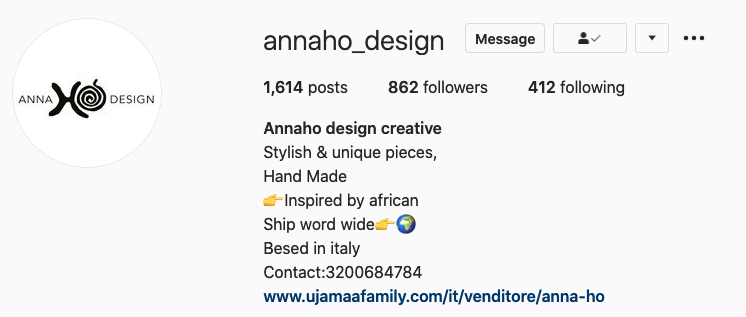 annaho_design Message
1,614 posts 862 followers 412 following
ANNA HO DESIGN
Annaho design creative
Stylish & unique pieces,
Hand Made
👉Inspired by african
Ship word wide👉🌍
Besed in italy
Contact:3200684784
www.ujamaafamily.com/it/venditore/anna-ho